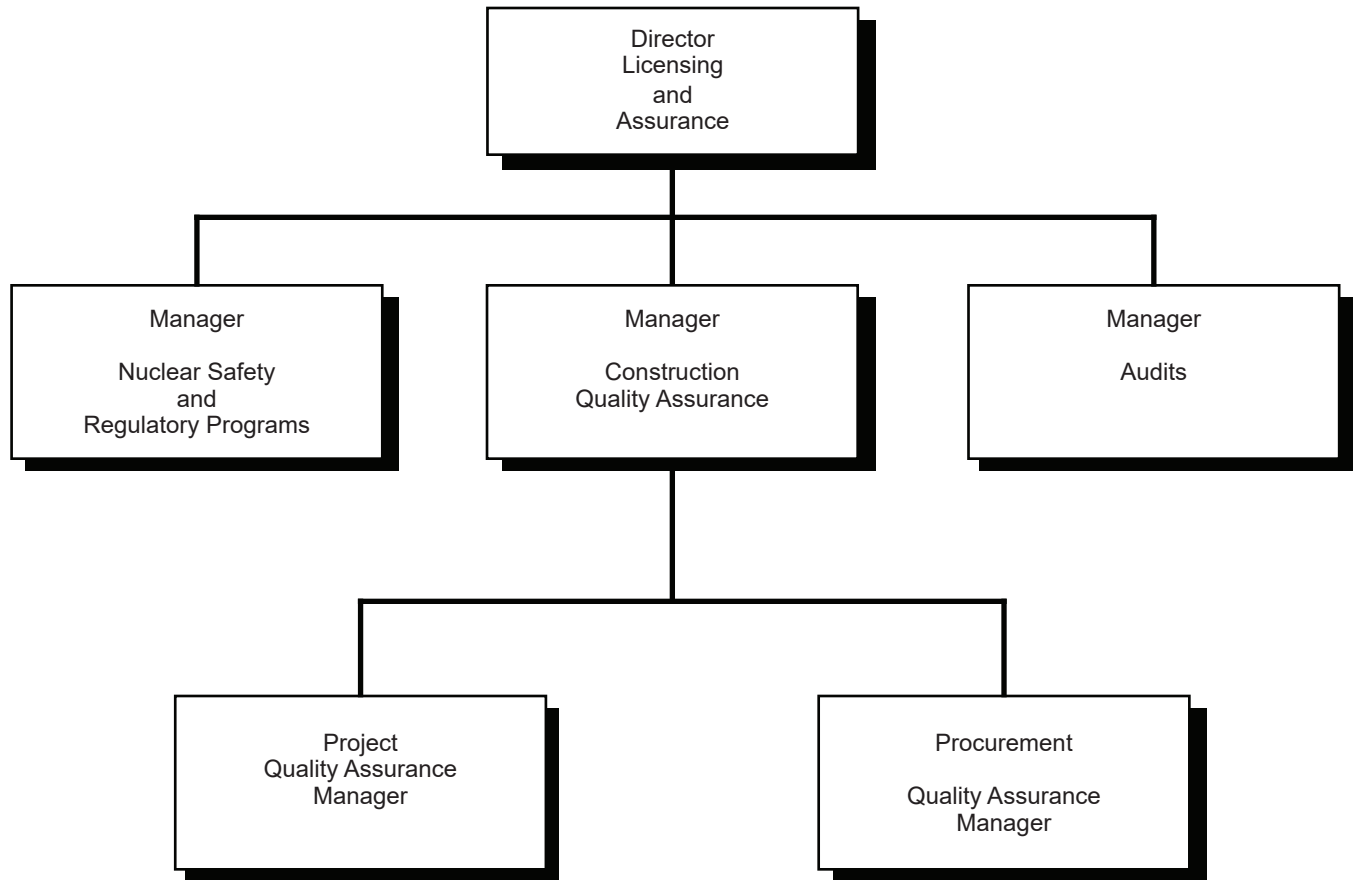 Director
Licensing
and
Assurance
Manager
Nuclear Safety
and
Regulatory Programs
Manager
Construction
Quality Assurance
Manager
Audits
Project
Quality Assurance
Manager
Procurement
Quality Assurance
Manager